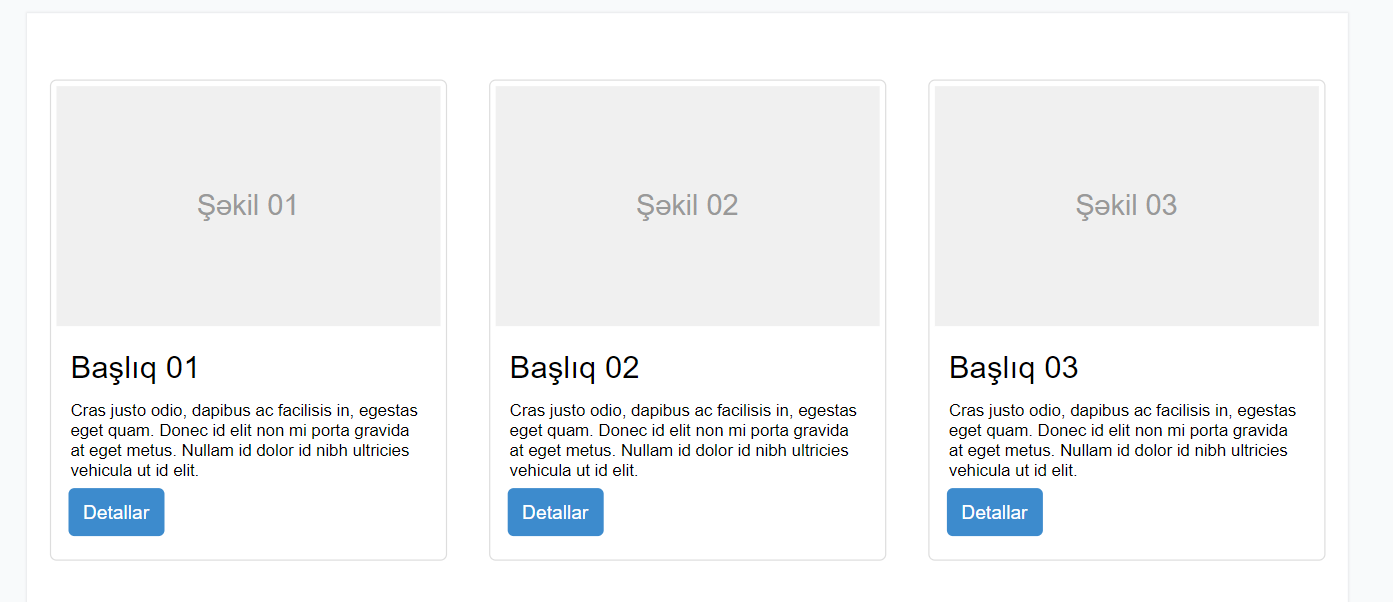 Şəkil 01
Başlıq 01
Cras justo odio, dapibus ac facilisis in, egestas
eget quam. Donec id elit non mi porta gravida
at eget metus. Nullam id dolor id nibh ultricies
vehicula ut id elit.
Detallar
Şəkil 02
Başlıq 02
Cras justo odio, dapibus ac facilisis in, egestas
eget quam. Donec id elit non mi porta gravida
at eget metus. Nullam id dolor id nibh ultricies
vehicula ut id elit.
Detallar
Şəkil 03
Başlıq 03
Cras justo odio, dapibus ac facilisis in, egestas
eget quam. Donec id elit non mi porta gravida
at eget metus. Nullam id dolor id nibh ultricies
vehicula ut id elit.
Detallar